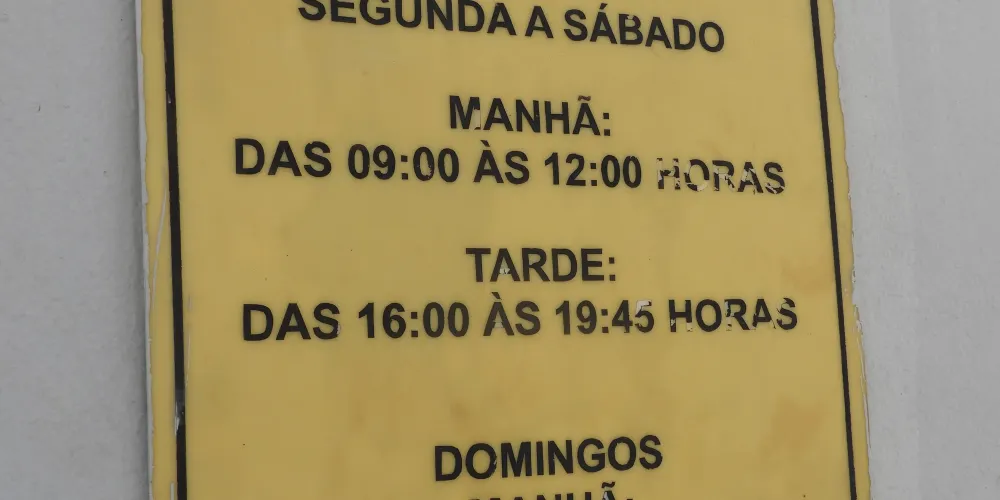 SEGUNDA A SÁBADO
MANHÃ:
DAS 09:00 ÀS 12:00 HORAS
TARDE:
DAS 16:00 ÀS 19:45 HORAS
DOMINGOS
MANHÃ: